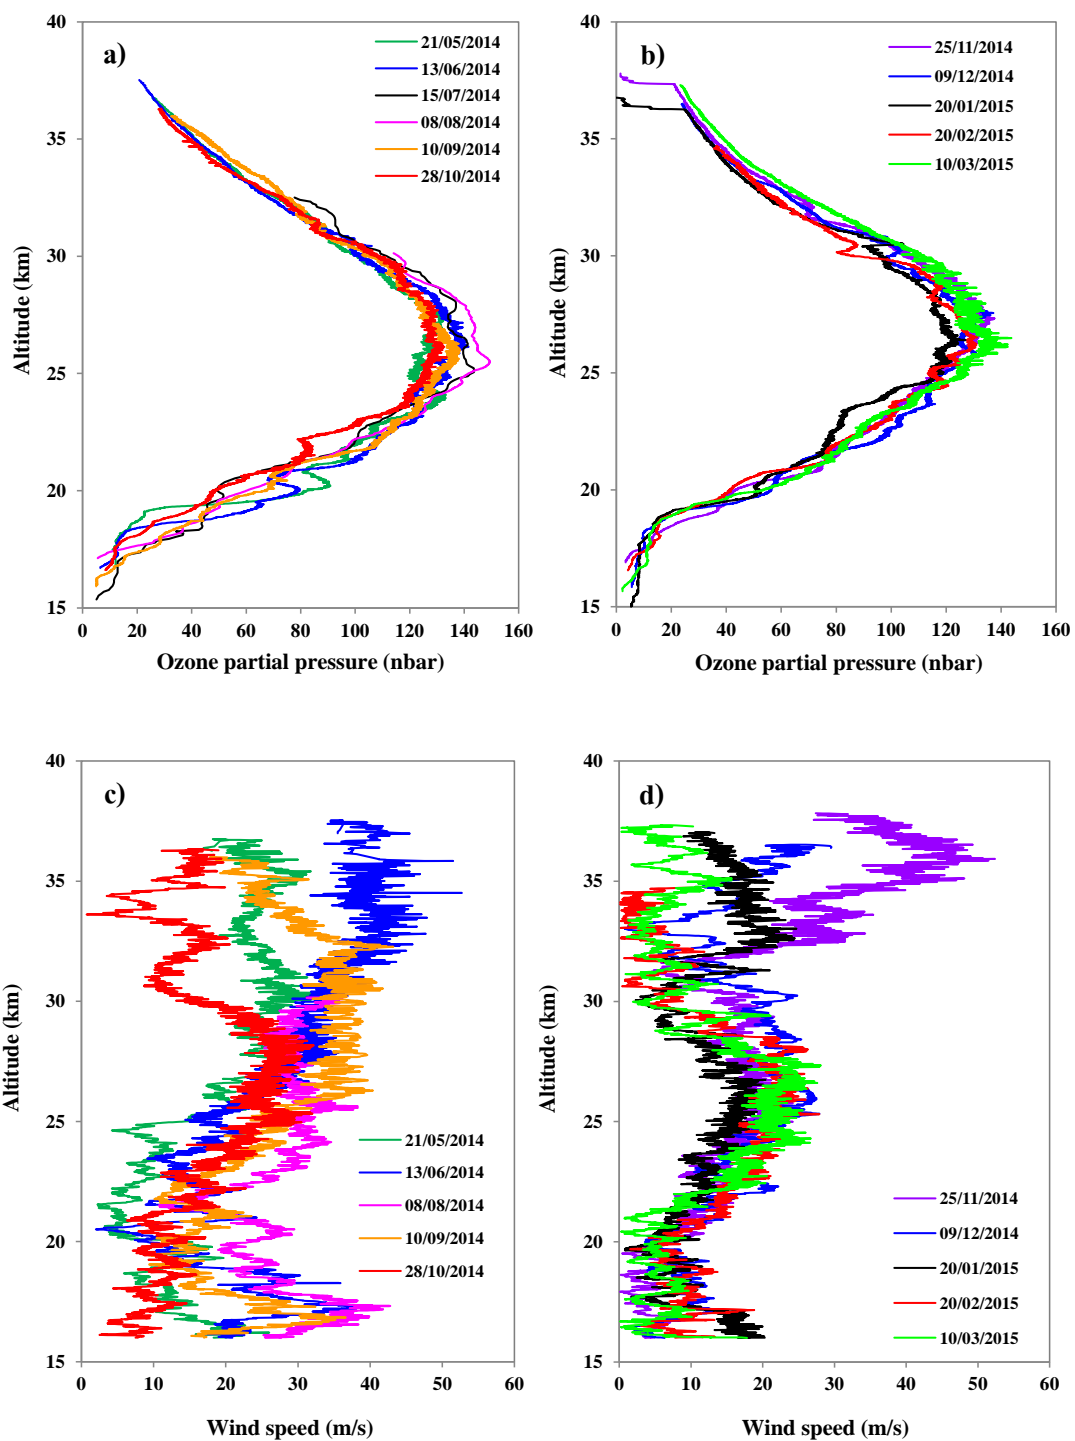 a)
40
35
30
25
20
15
Altitude (km)
0 20 40 60 80 100 120 140 160
Ozone partial pressure (nbar)
21/05/2014
13/06/2014
15/07/2014
08/08/2014
10/09/2014
28/10/2014
b)
40
35
30
25
20
15
Altitude (km)
0 20 40 60 80 100 120 140 160
Ozone partial pressure (nbar)
25/11/2014
09/12/2014
20/01/2015
20/02/2015
10/03/2015
c)
40
35
30
25
20
15
Altitude (km)
0 10 20 30 40 50 60
Wind speed (m/s)
21/05/2014
13/06/2014
08/08/2014
10/09/2014
28/10/2014
d)
40
35
30
25
20
15
Altitude (km)
0 10 20 30 40 50 60
Wind speed (m/s)
25/11/2014
09/12/2014
20/01/2015
20/02/2015
10/03/2015